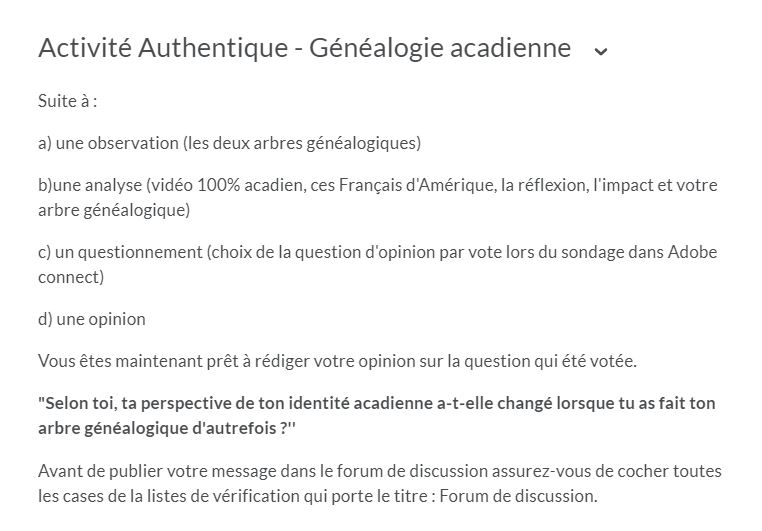 Activité Authentique - Généalogie acadienne
Suite à :
a) une observation (les deux arbres généalogiques)
b)une analyse (vidéo 100% acadien, ces Français d'Amérique, la réflexion, l'impact et votre
arbre généalogique)
c) un questionnement (choix de la question d'opinion par vote lors du sondage dans Adobe
connect)
d) une opinion
Vous êtes maintenant prêt à rédiger votre opinion sur la question qui été votée.
"Selon toi, ta perspective de ton identité acadienne a-t-elle changé lorsque tu as fait ton
arbre généalogique d'autrefois ?''
Avant de publier votre message dans le forum de discussion assurez-vous de cocher toutes
les cases de la listes de vérification qui porte le titre : Forum de discussion.